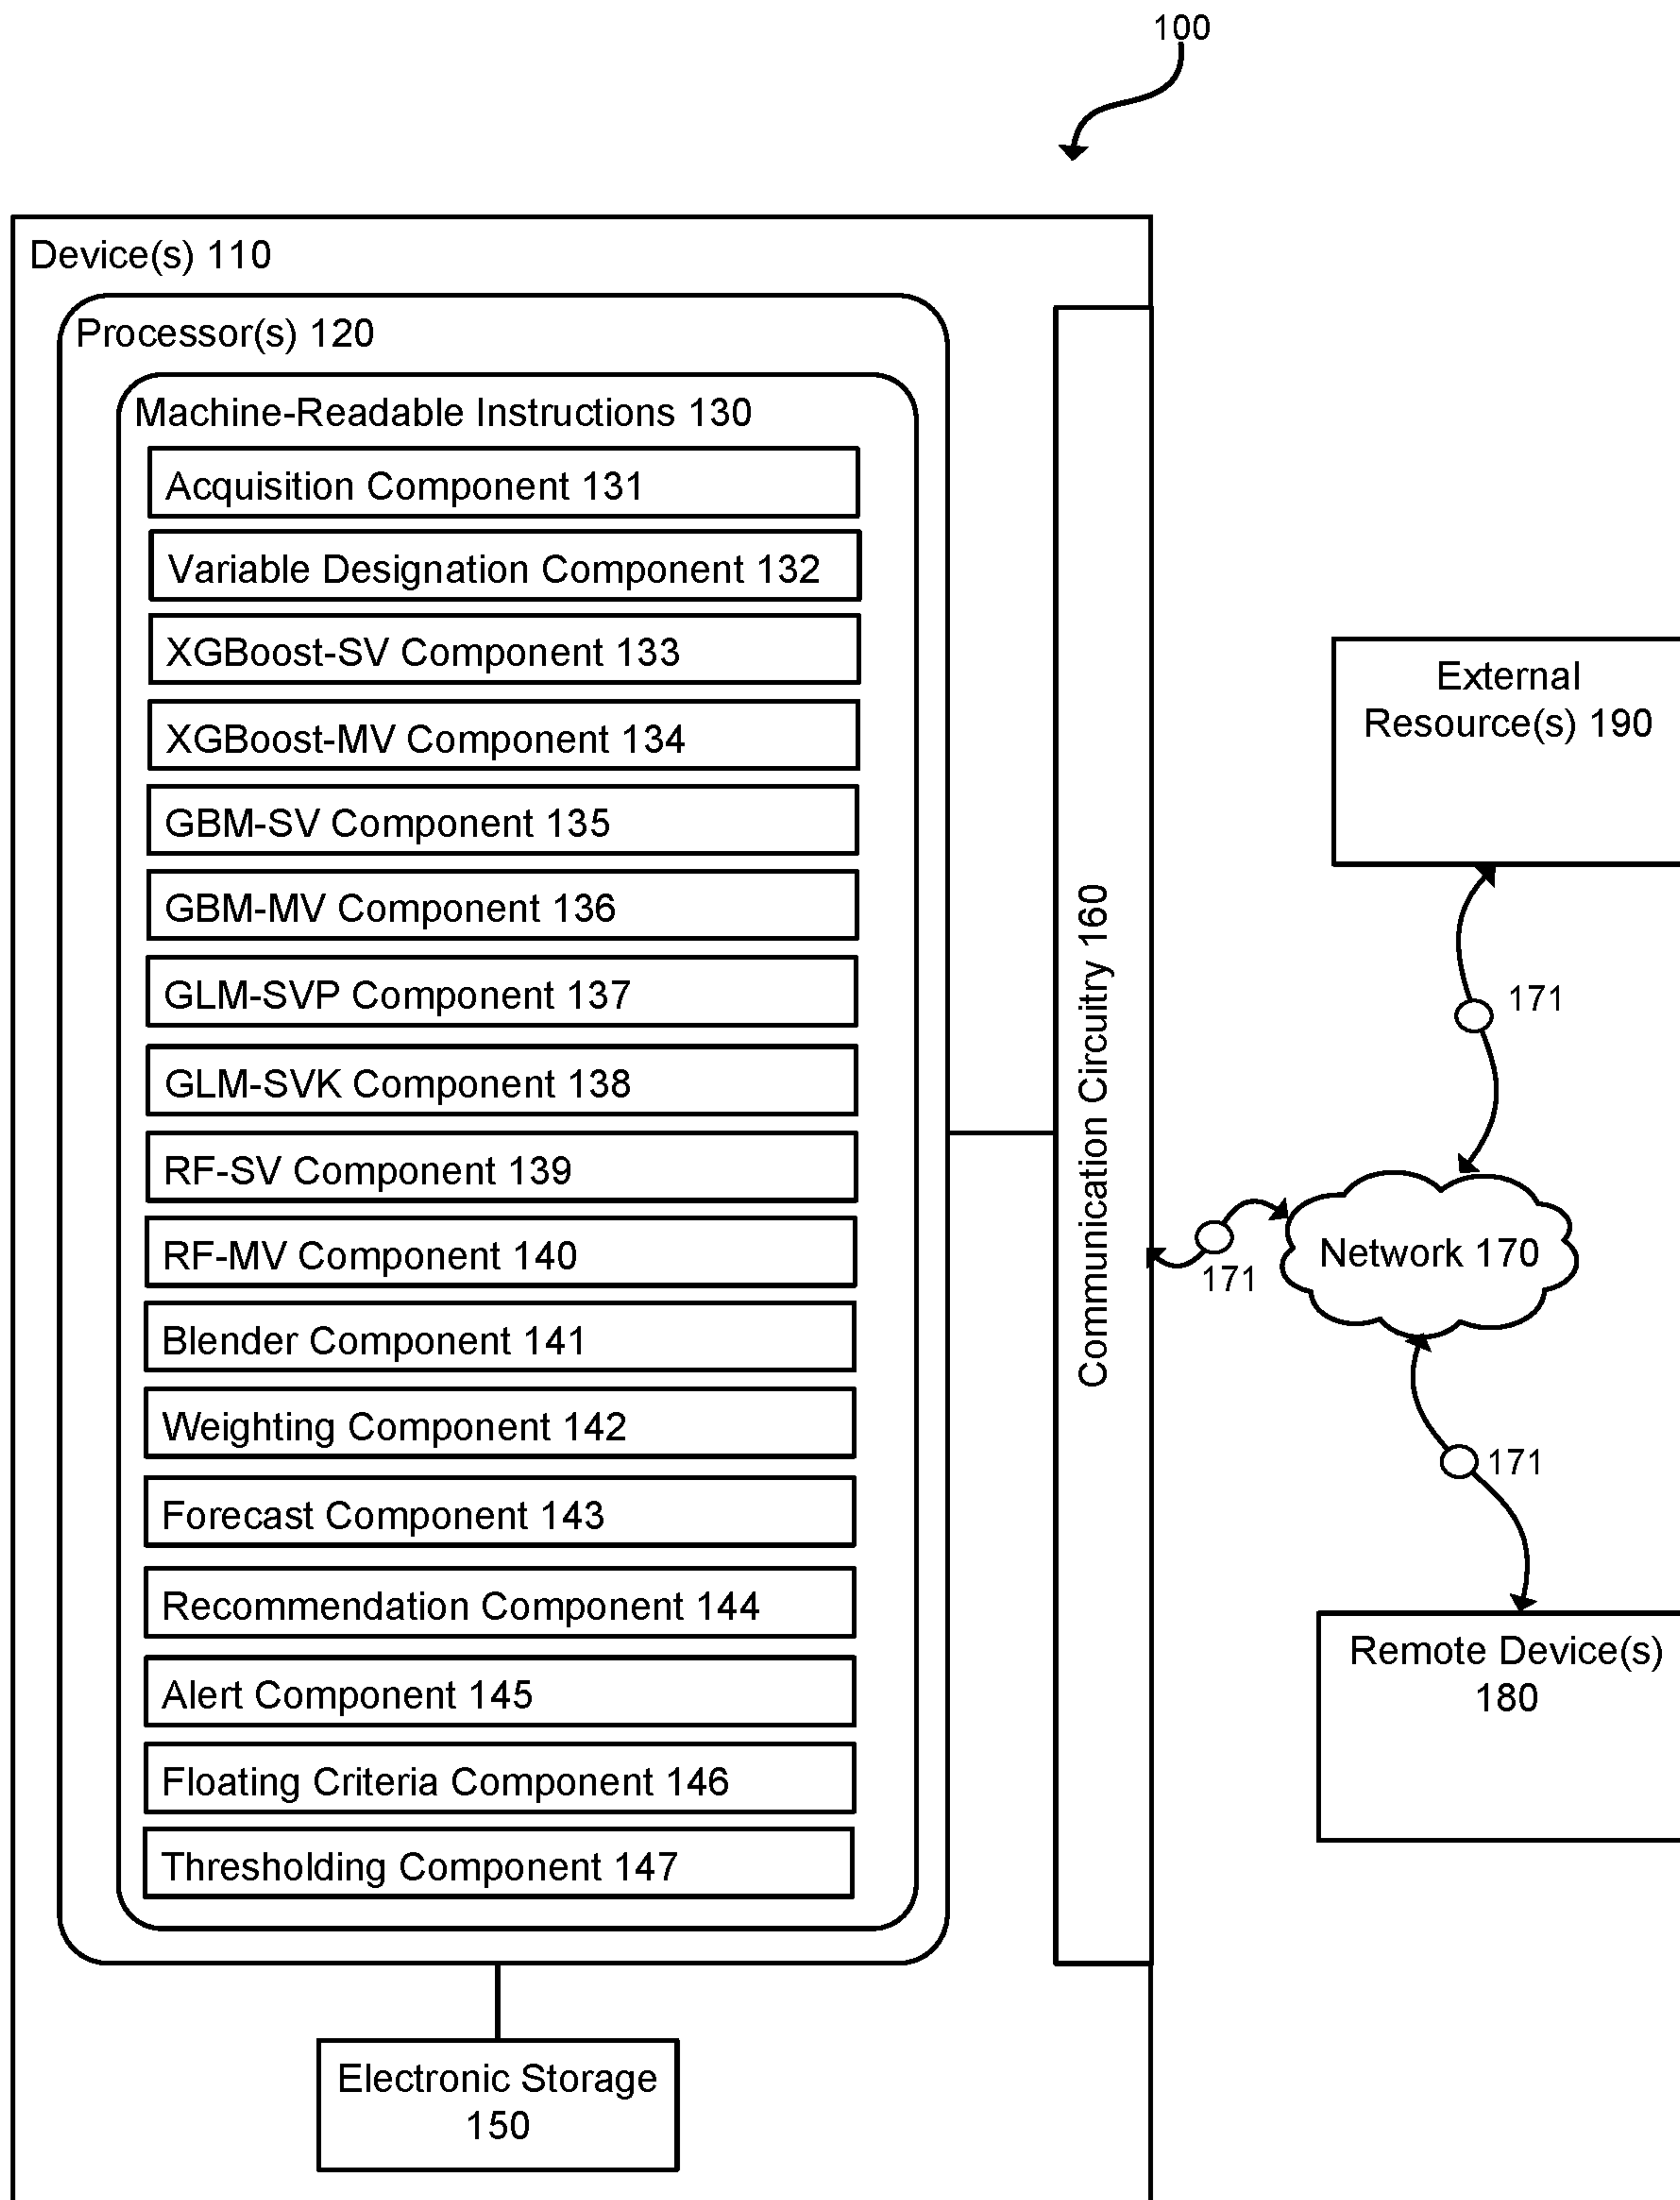 100
Device(s) 110
Processor(s) 120
Machine-Readable Instructions 130
Acquisition Component 131
Variable Designation Component 132
XGBoost-SV Component 133
XGBoost-MV Component 134
GBM-SV Component 135
GBM-MV Component 136
GLM-SVP Component 137
GLM-SVK Component 138
RF-SV Component 139
RF-MV Component 140
Blender Component 141
Weighting Component 142
Forecast Component 143
Recommendation Component 144
Alert Component 145
Floating Criteria Component 146
Thresholding Component 147
Electronic Storage
150
Communication Circuitry 160
External
Resource(s) 190
171
Network 170
171
171
Remote Device(s)
180